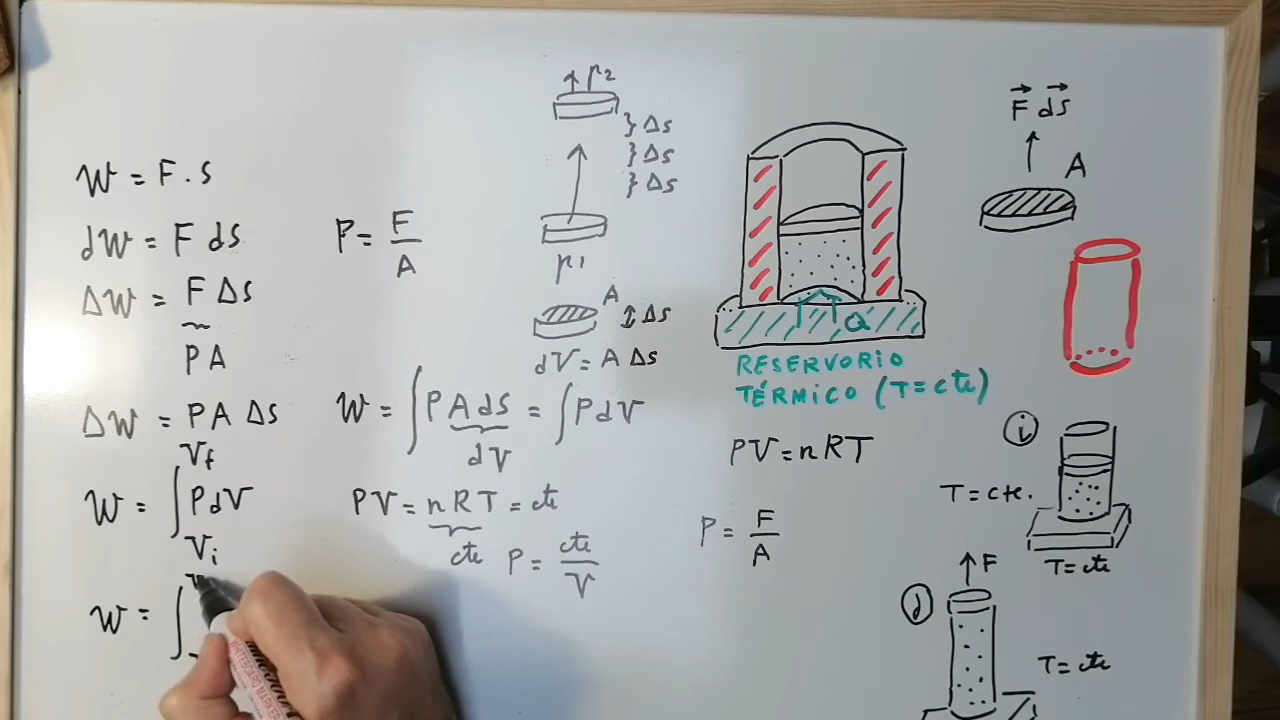 W = F . S
dW = F dS
ΔW = F ΔS
PA
ΔW = PA ΔS
W = ∫ PdV
Vf
Vi
W = ∫
P = F/A
W = ∫ PAdS = ∫ PdV
dV
PV = nRT = cte
cte P = cte/V
↑ P2
} Δs
} Δs
} Δs
P1
A
↕ Δs
dV = A Δs
Q
RESERVORIO
TÉRMICO (T=cte)
PV = nRT
P = F/A
F⃗ dS⃗
A
i
T = cte.
T = cte
↑ F
T = cte